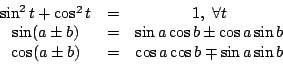 sin² t + cos² t = 1, ∀t
sin(a ± b) = sin a cos b ± cos a sin b
cos(a ± b) = cos a cos b ∓ sin a sin b